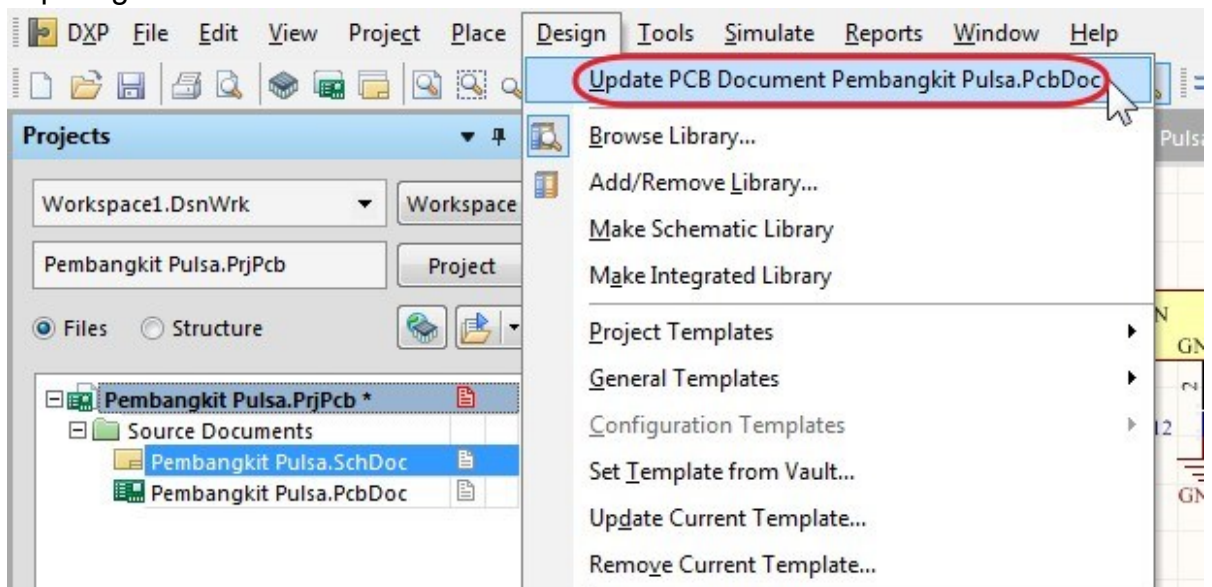 DXP File Edit View Project Place Design Tools Simulate Reports Window Help
Update PCB Document Pembangkit Pulsa.PcbDoc
Projects
Browse Library...
Workspace1.DsnWrk Workspace
Add/Remove Library...
Make Schematic Library
Pembangkit Pulsa.PrjPcb Project
Make Integrated Library
Files Structure
Project Templates
General Templates
Pembangkit Pulsa.PrjPcb *
Source Documents
Configuration Templates
Pembangkit Pulsa.SchDoc
Set Template from Vault...
Pembangkit Pulsa.PcbDoc
Update Current Template...
Remove Current Template...
N
2
12